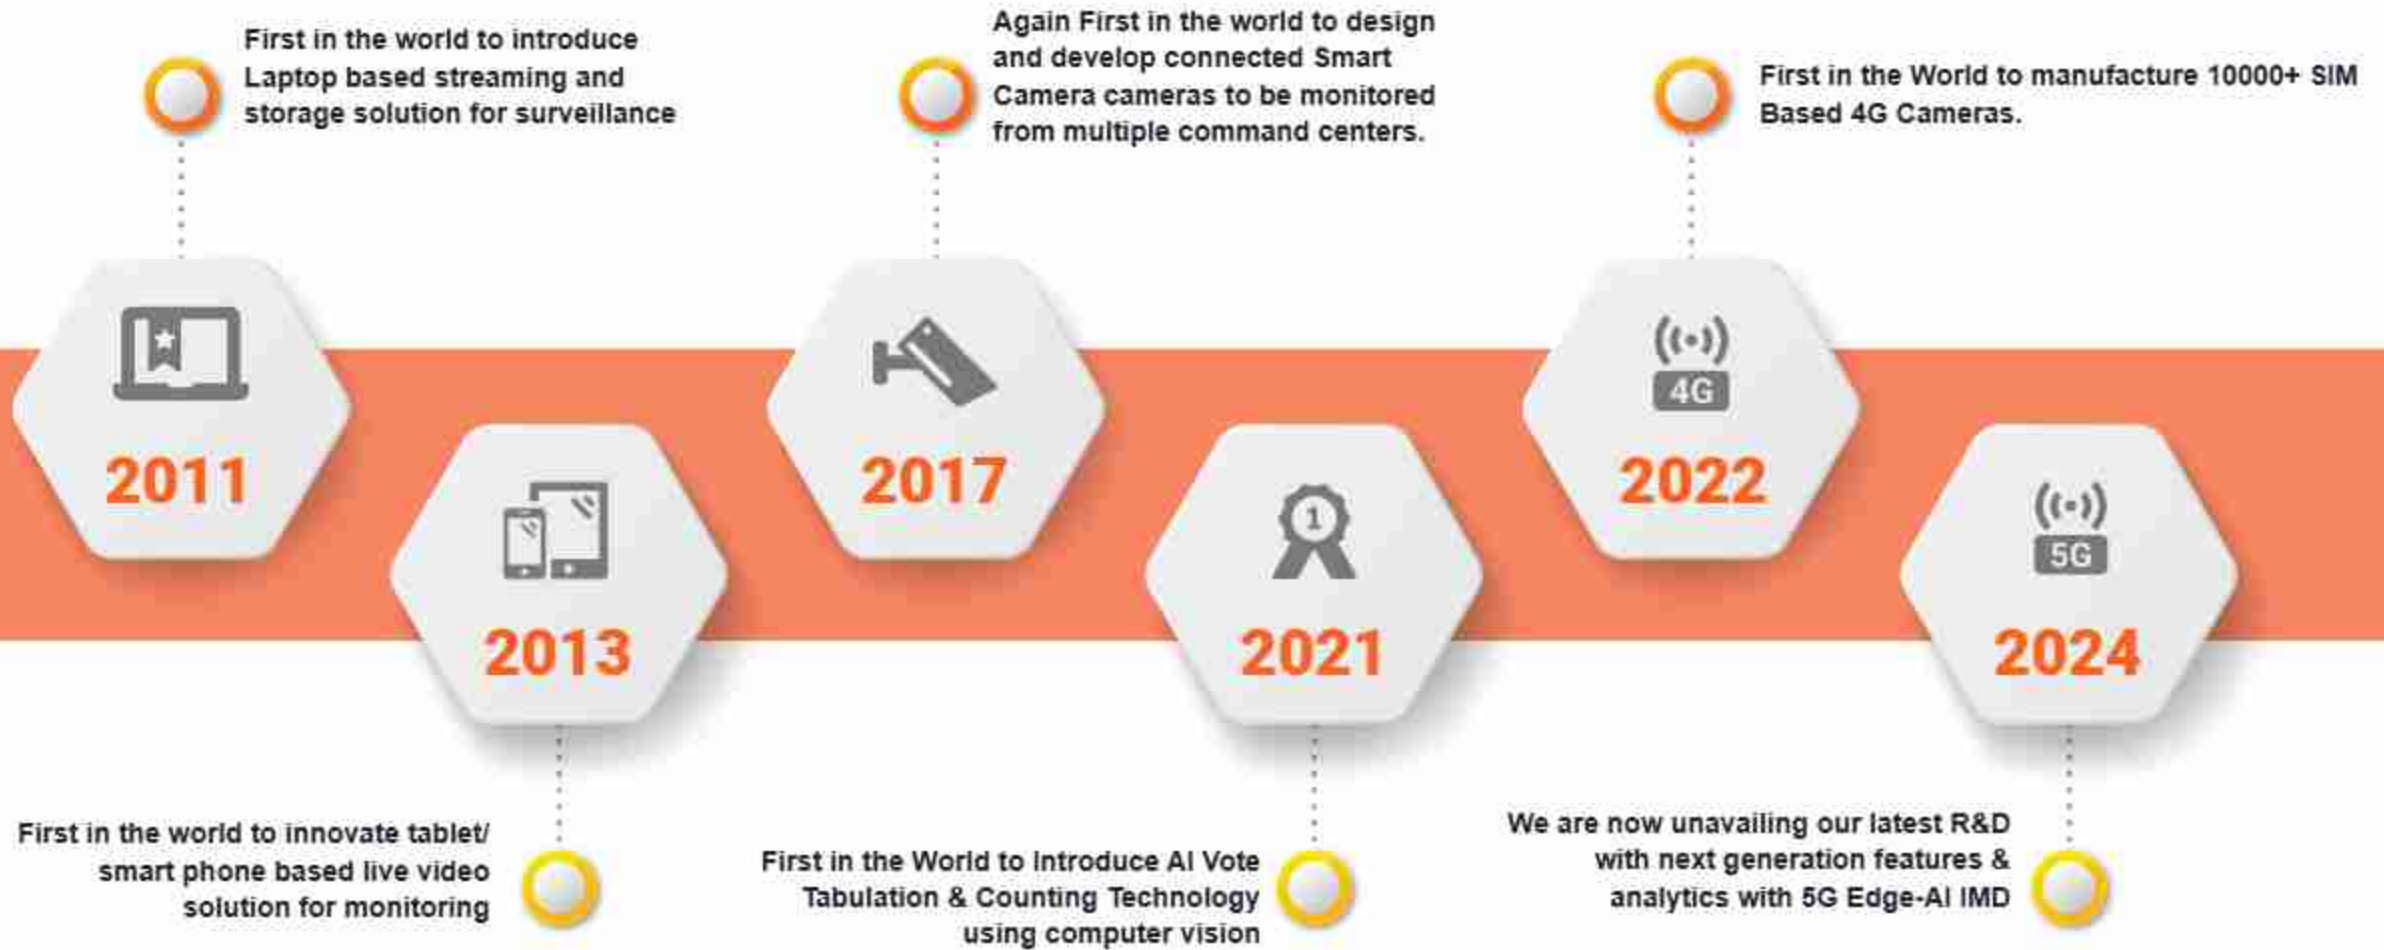 First in the world to introduce
Laptop based streaming and
storage solution for surveillance
2011
First in the world to innovate tablet/
smart phone based live video
solution for monitoring
2013
Again First in the world to design
and develop connected Smart
Camera cameras to be monitored
from multiple command centers.
2017
First in the World to Introduce AI Vote
Tabulation & Counting Technology
using computer vision
1
2021
First in the World to manufacture 10000+ SIM
Based 4G Cameras.
4G
2022
We are now unavailing our latest R&D
with next generation features &
analytics with 5G Edge-AI IMD
5G
2024